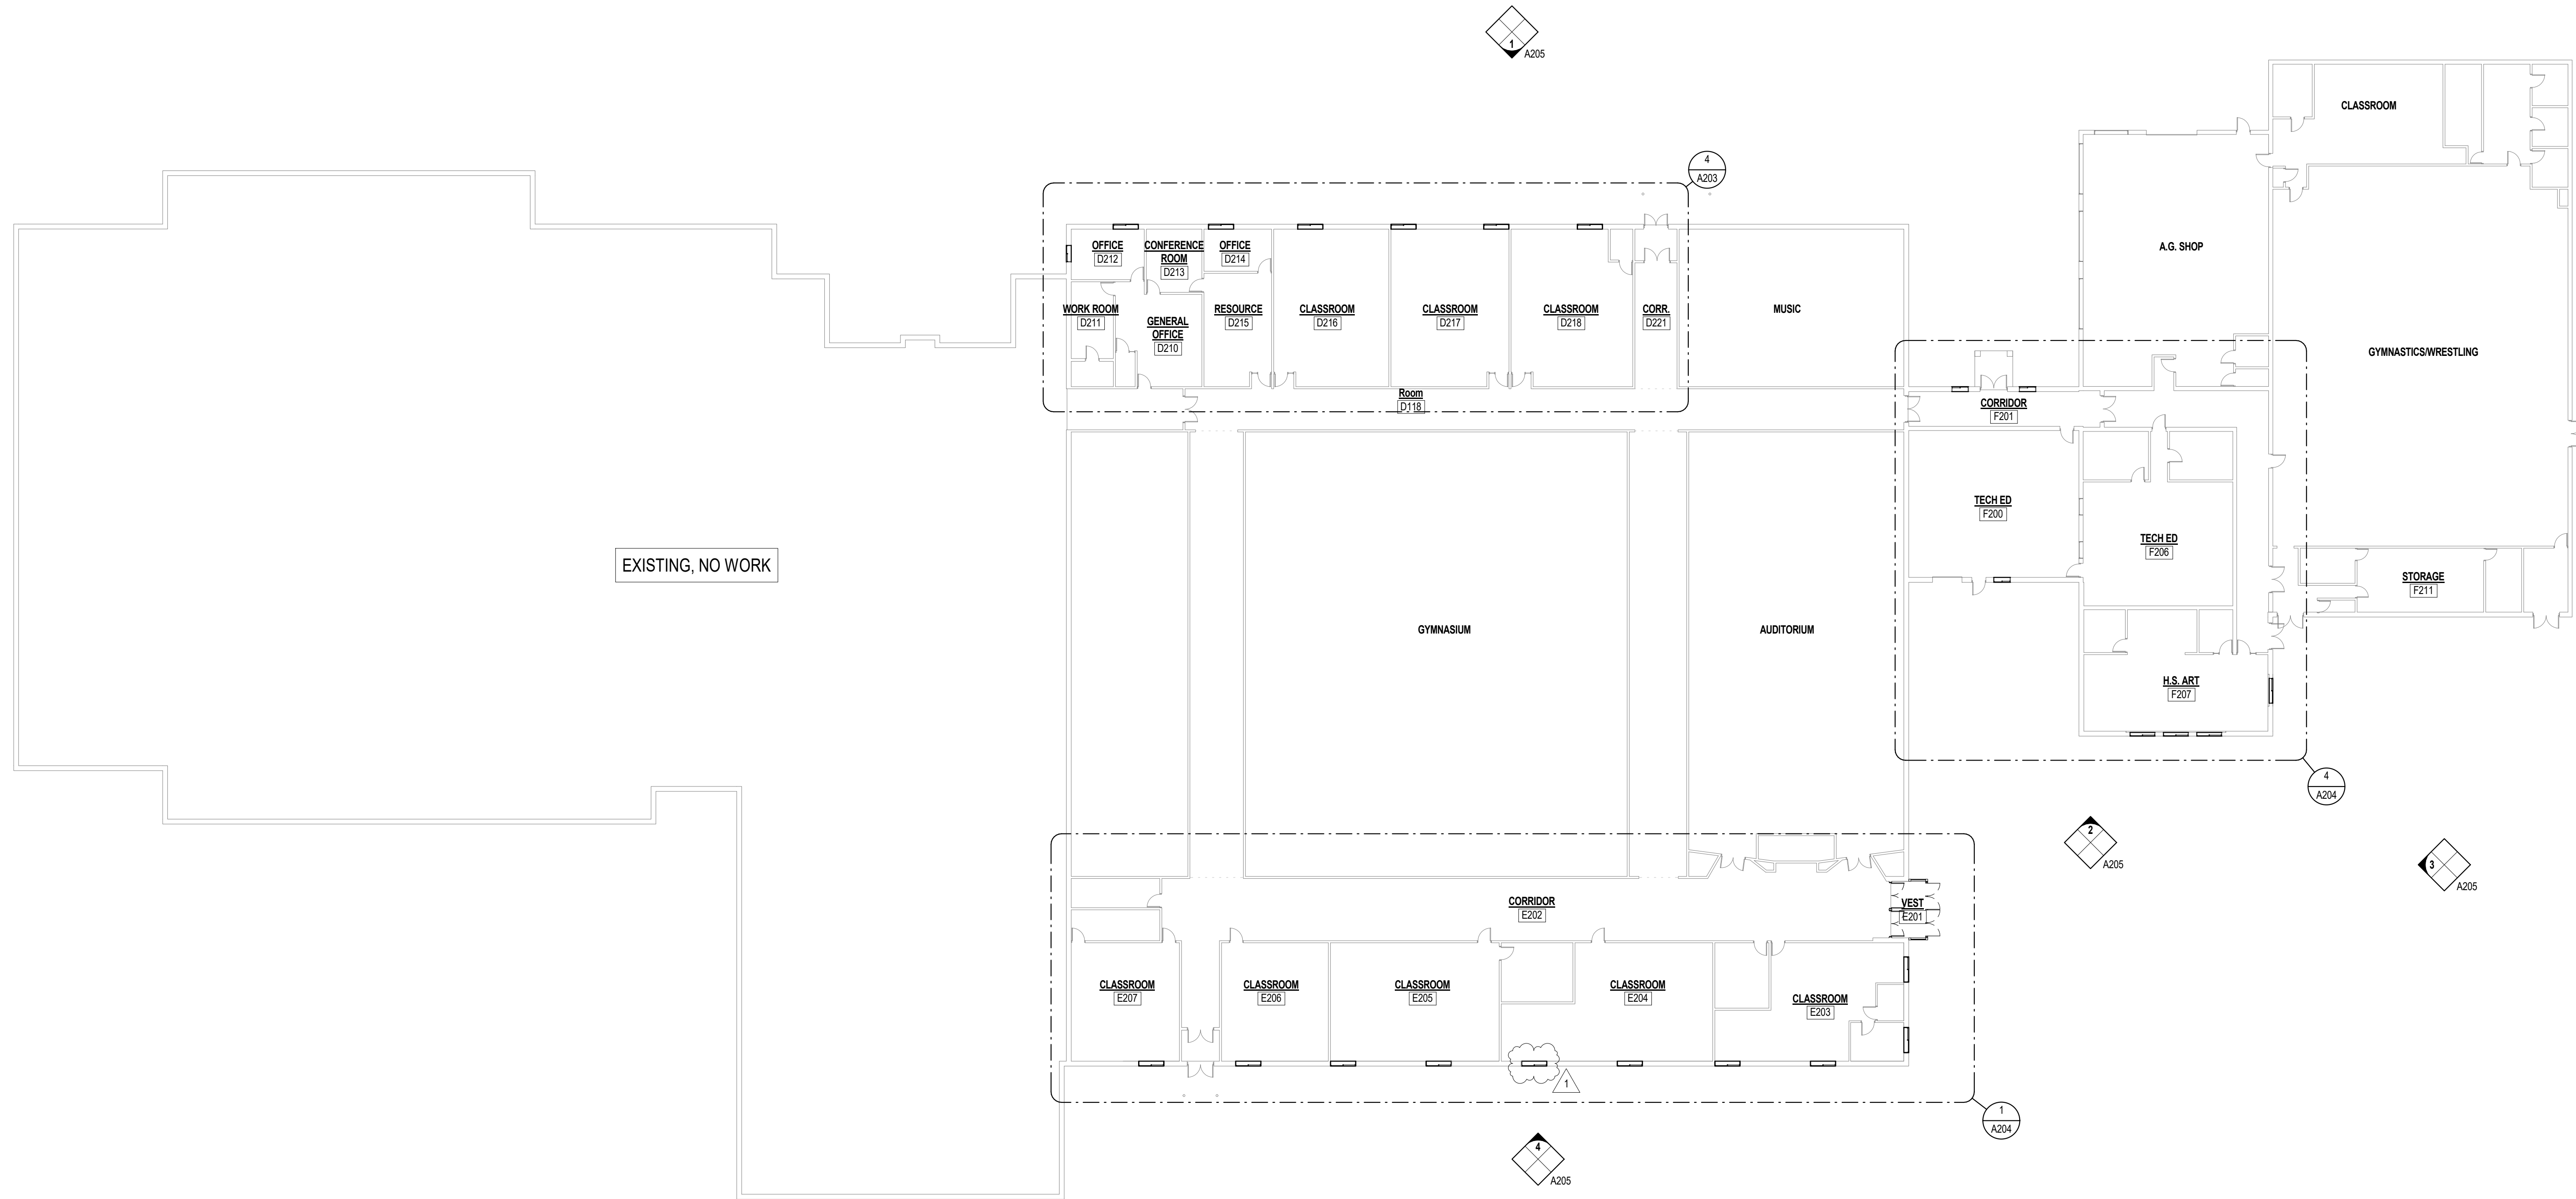 1
A205
CLASSROOM
4
A203
OFFICE
D212
CONFERENCE
ROOM
D213
OFFICE
D214
A.G. SHOP
WORK ROOM
D211
GENERAL
OFFICE
D210
RESOURCE
D215
CLASSROOM
D216
CLASSROOM
D217
CLASSROOM
D218
CORR.
D221
MUSIC
GYMNASTICS/WRESTLING
Room
D118
CORRIDOR
F201
TECH ED
F200
TECH ED
F206
EXISTING, NO WORK
STORAGE
F211
GYMNASIUM
AUDITORIUM
H.S. ART
F207
4
A204
2
A205
3
A205
CORRIDOR
E202
VEST
E201
CLASSROOM
E207
CLASSROOM
E206
CLASSROOM
E205
CLASSROOM
E204
CLASSROOM
E203
1
1
A204
4
A205